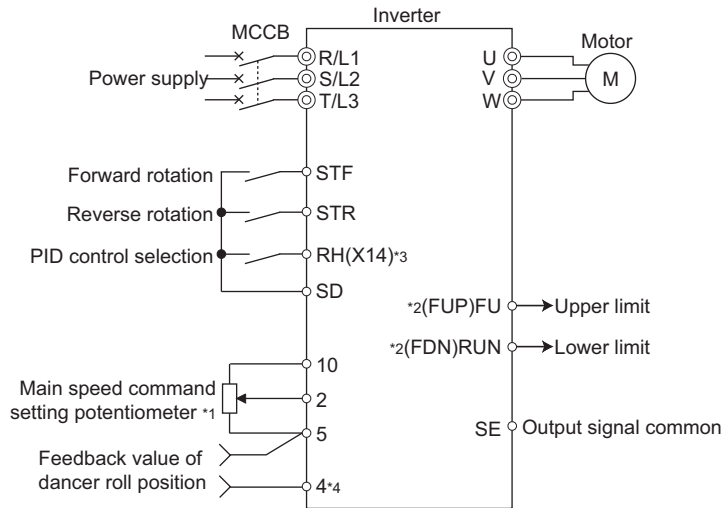 Inverter
MCCB
Motor
Power supply
R/L1
S/L2
T/L3
U
V
W
M
Forward rotation
STF
Reverse rotation
STR
PID control selection
RH(X14)*3
SD
*2(FUP)FU
Upper limit
*2(FDN)RUN
Lower limit
10
Main speed command
setting potentiometer *1
2
5
SE
Output signal common
Feedback value of
dancer roll position
4*4